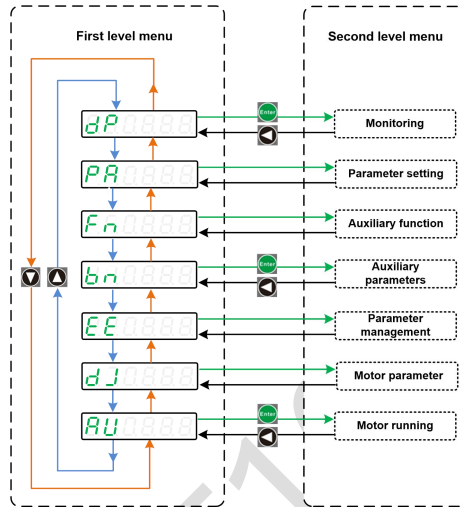 First level menu
Second level menu
dP
Enter
Monitoring
PA
Parameter setting
Fn
Auxiliary function
bn
Enter
Auxiliary
parameters
EE
Parameter
management
dJ
Motor parameter
AU
Enter
Motor running